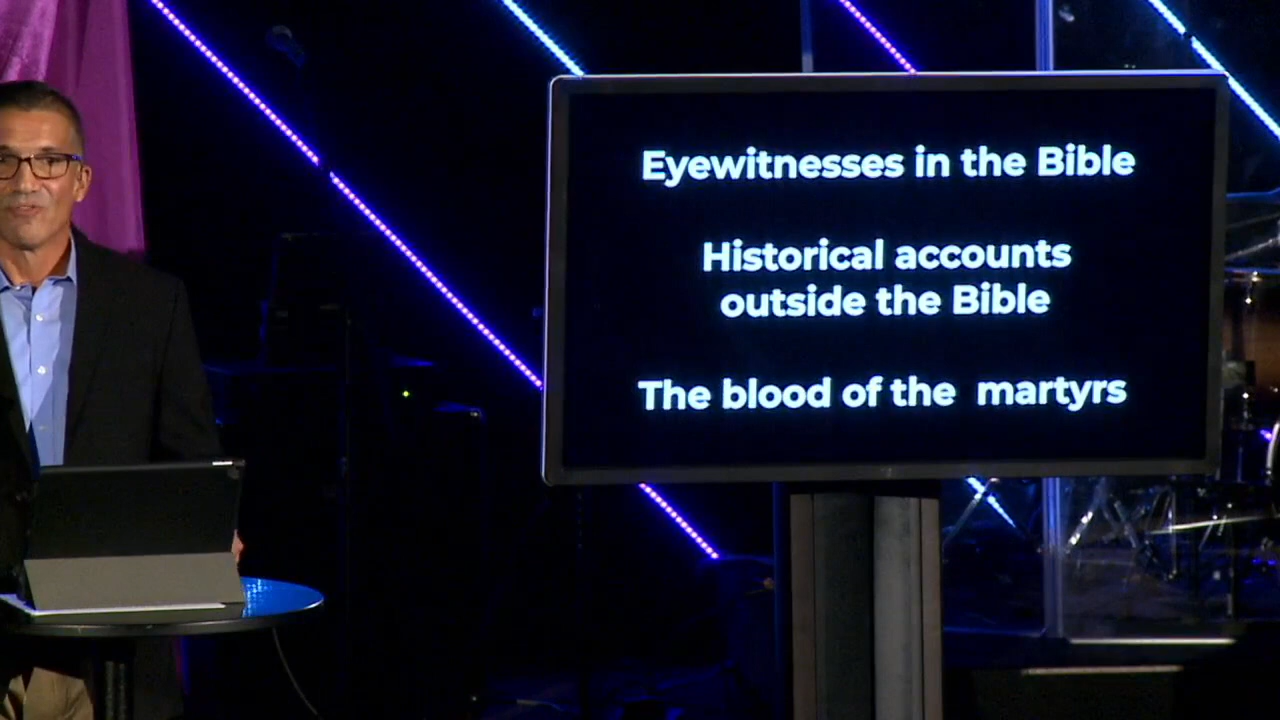 Eyewitnesses in the Bible
Historical accounts
outside the Bible
The blood of the  martyrs